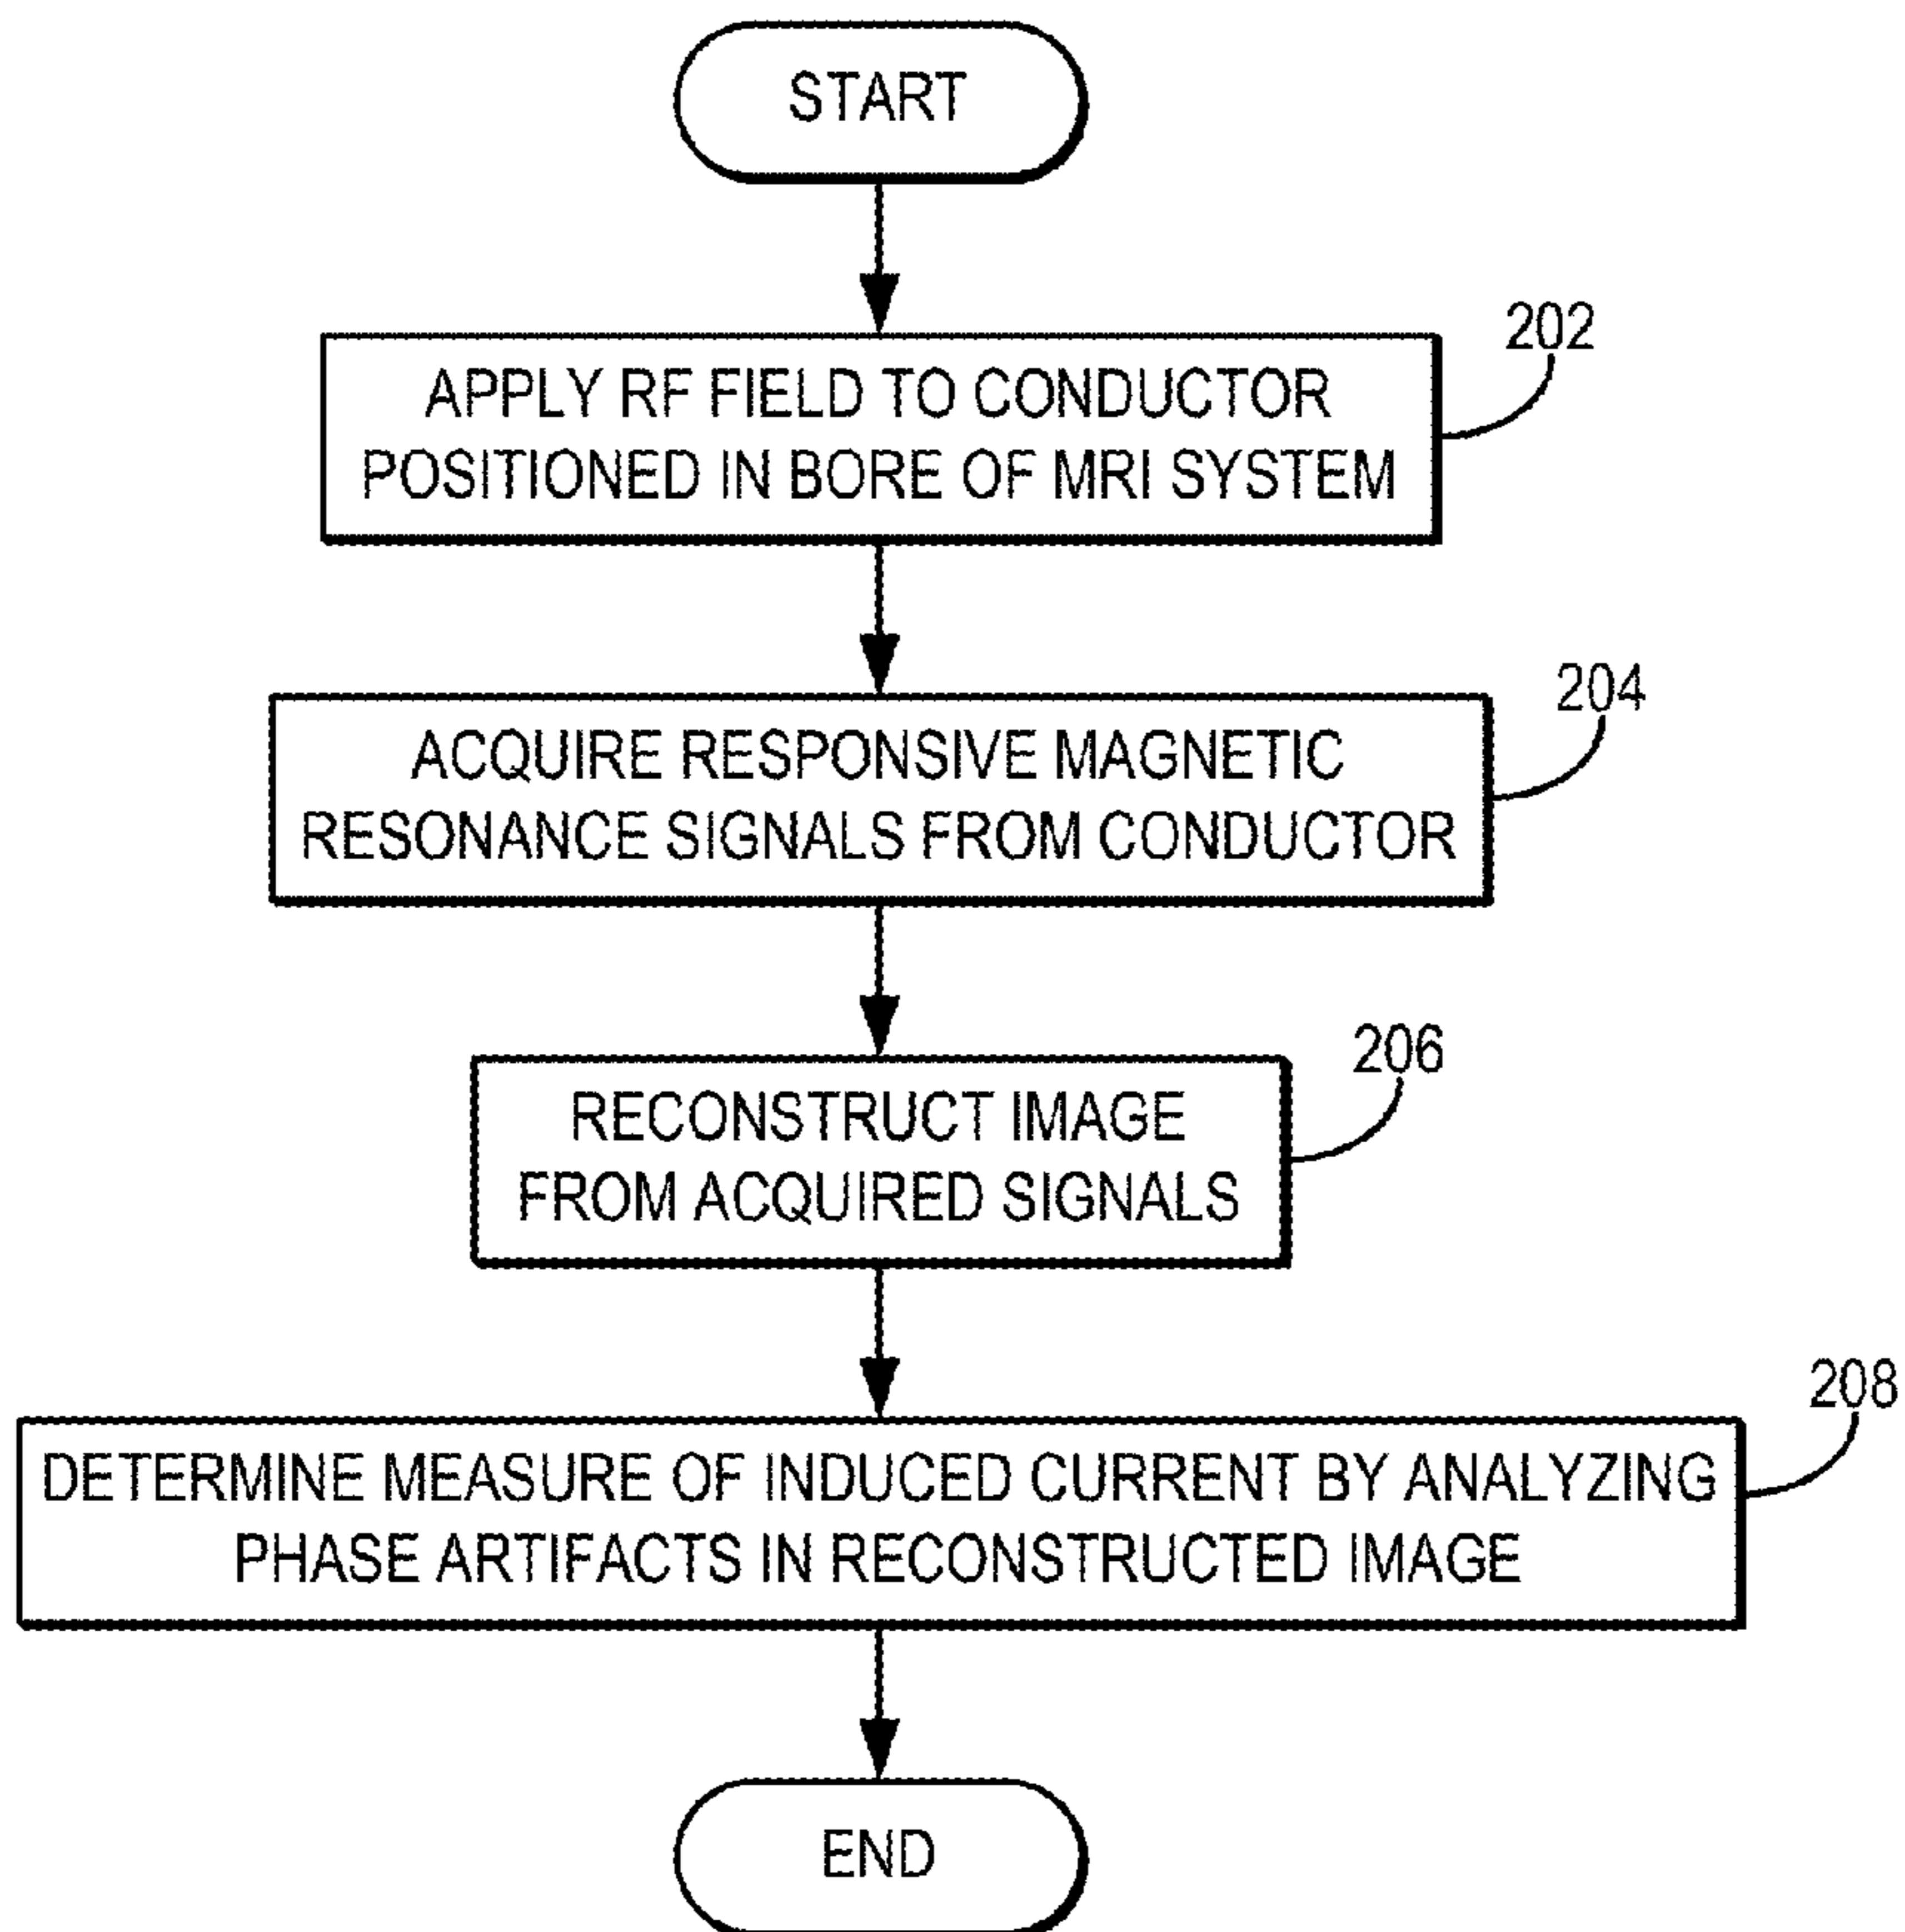 START
202
APPLY RF FIELD TO CONDUCTOR
POSITIONED IN BORE OF MRI SYSTEM
204
ACQUIRE RESPONSIVE MAGNETIC
RESONANCE SIGNALS FROM CONDUCTOR
206
RECONSTRUCT IMAGE
FROM ACQUIRED SIGNALS
208
DETERMINE MEASURE OF INDUCED CURRENT BY ANALYZING
PHASE ARTIFACTS IN RECONSTRUCTED IMAGE
END